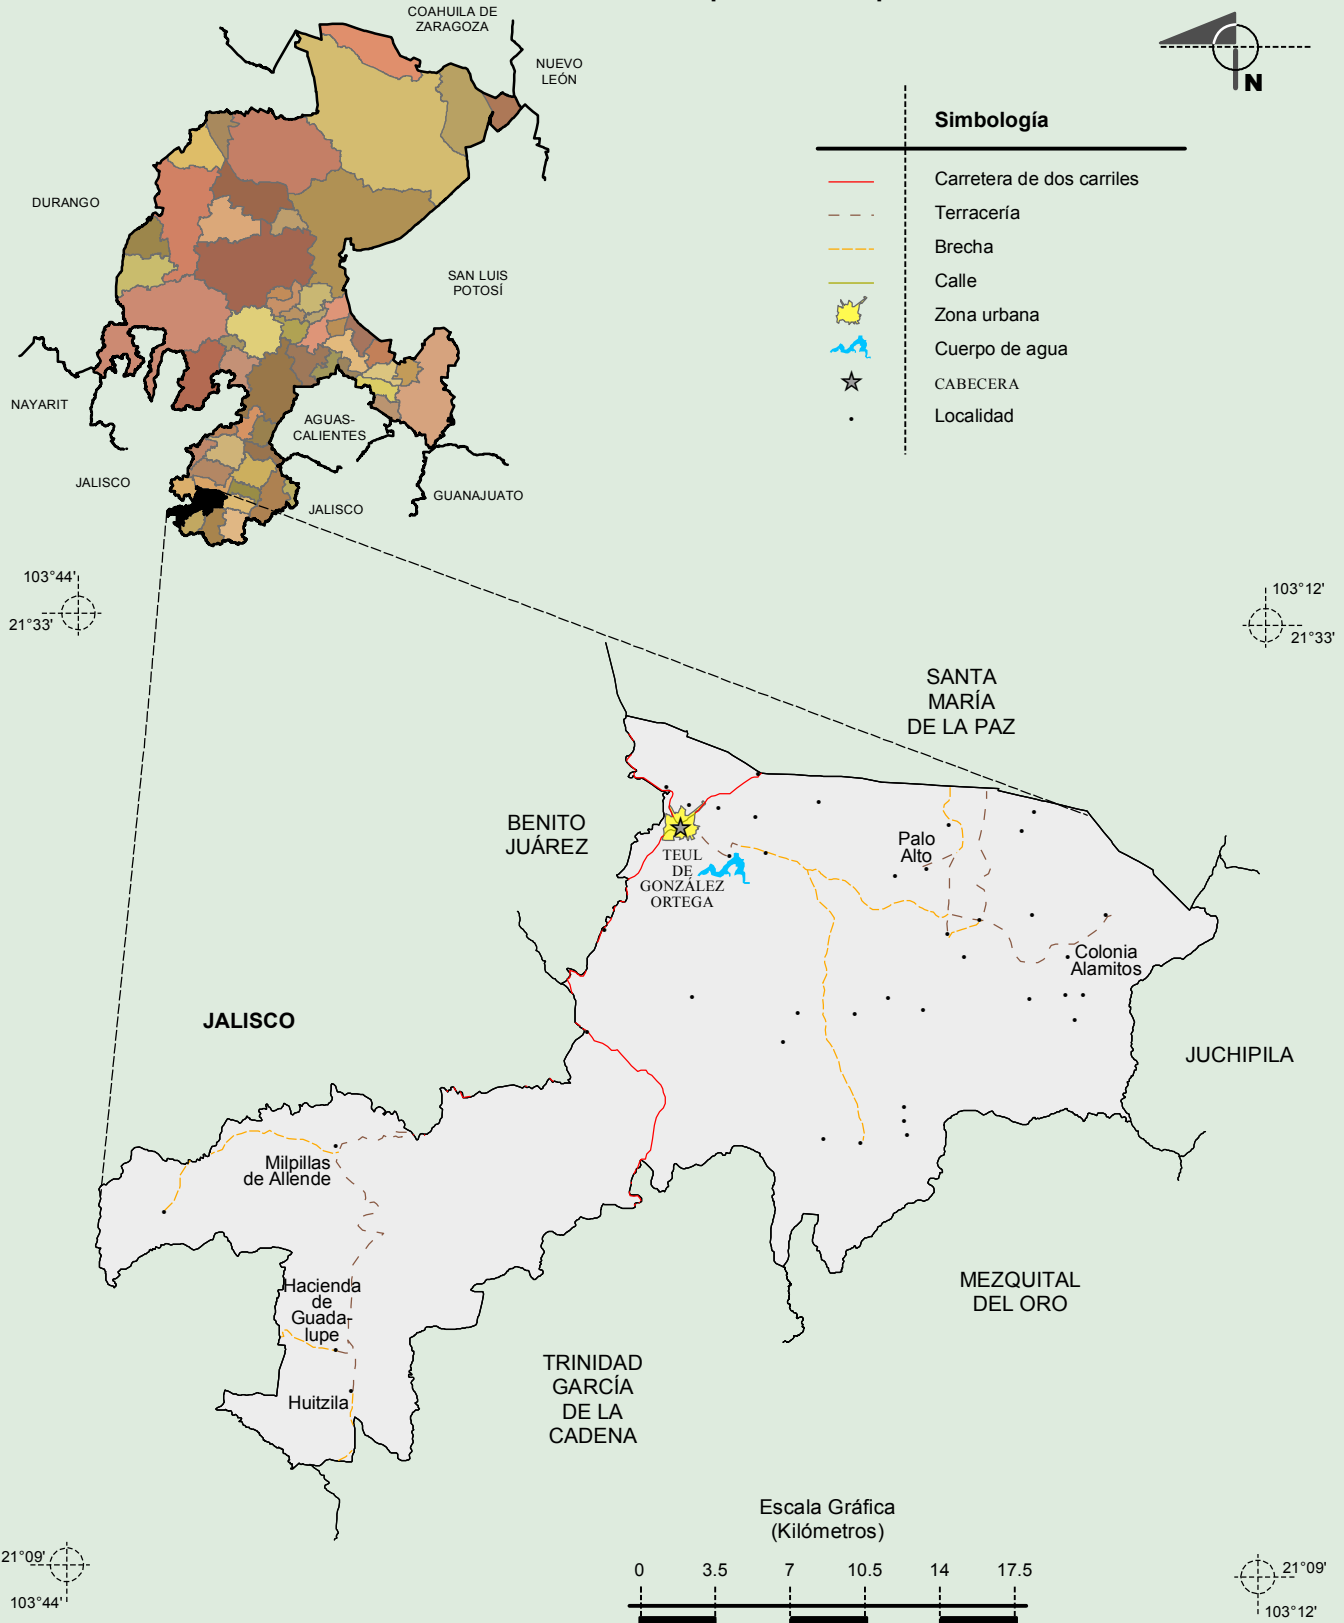 COAHUILA DE
ZARAGOZA
NUEVO
LEÓN
DURANGO
SAN LUIS
POTOSÍ
NAYARIT
AGUAS-
CALIENTES
JALISCO
JALISCO
GUANAJUATO
N
Simbología
Carretera de dos carriles
Terracería
Brecha
Calle
Zona urbana
Cuerpo de agua
CABECERA
Localidad
103°44'
21°33'
103°12'
21°33'
SANTA
MARÍA
DE LA PAZ
BENITO
JUÁREZ
Palo
Alto
TEUL
DE
GONZÁLEZ
ORTEGA
Colonia
Alamitos
JALISCO
JUCHIPILA
Milpillas
de Allende
Hacienda
de
Guada-
lupe
Huitzila
MEZQUITAL
DEL ORO
TRINIDAD
GARCÍA
DE LA
CADENA
Escala Gráfica
(Kilómetros)
0 3.5 7 10.5 14 17.5
21°09'
103°44'
21°09'
103°12'